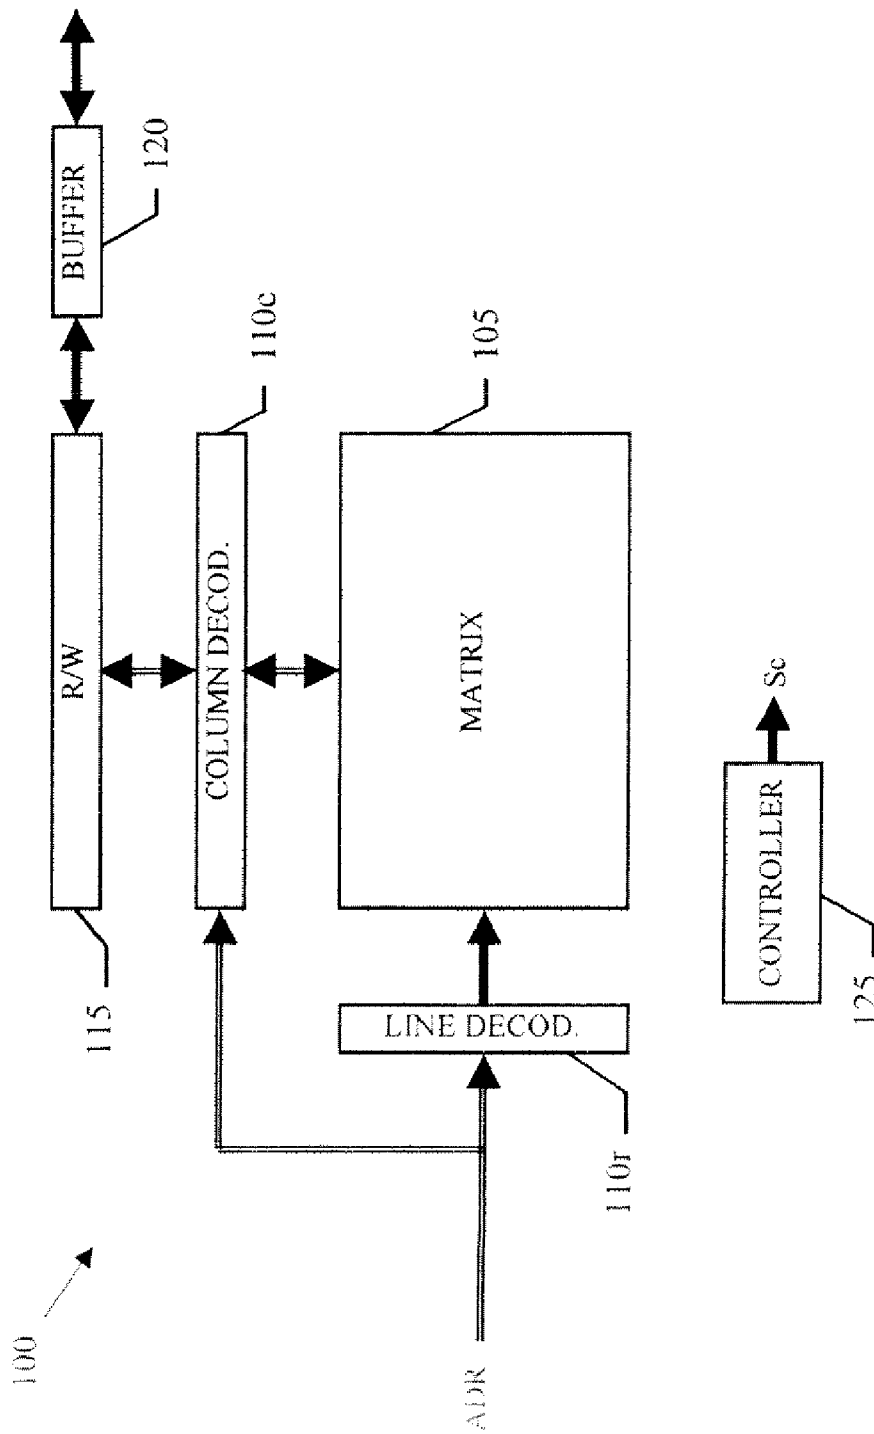 100
ADR
115
R/W
BUFFER
120
COLUMN DECOD.
110c
MATRIX
105
LINE DECOD.
110r
CONTROLLER
125
Sc